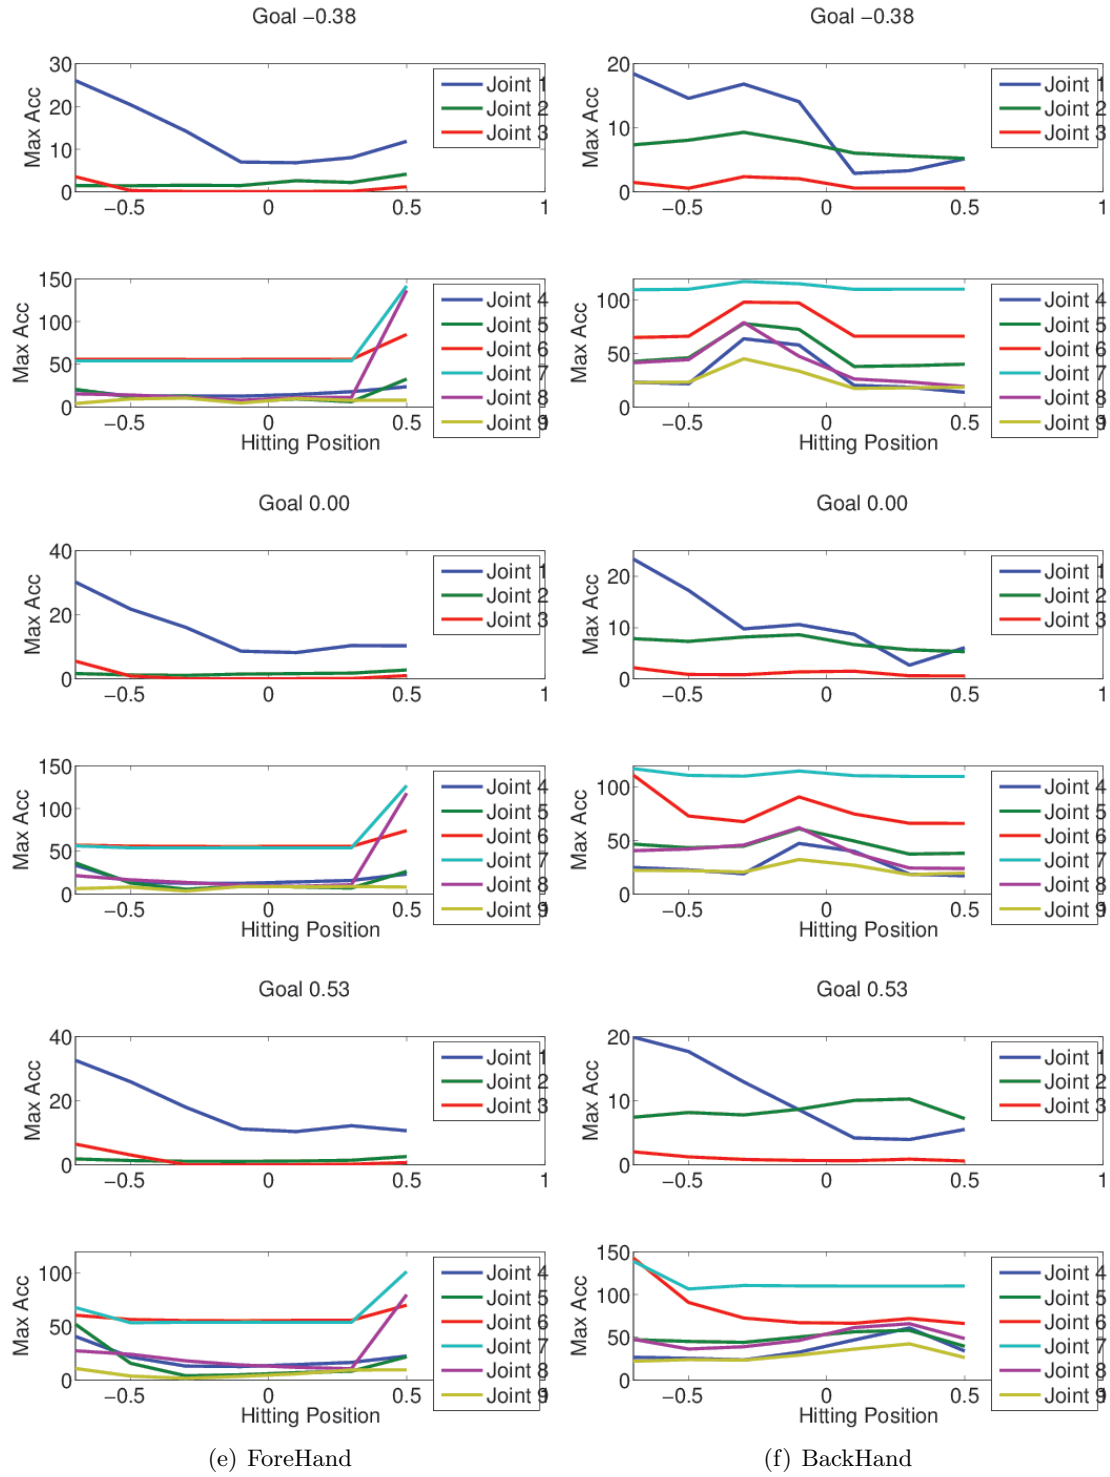 Goal −0.38 Goal −0.38
30 20 10 0
Max Acc
Joint 1
Joint 2
Joint 3
−0.5 0 0.5 1
20 10 0
Max Acc
Joint 1
Joint 2
Joint 3
−0.5 0 0.5 1
150 100 50 0
Max Acc
Joint 4
Joint 5
Joint 6
Joint 7
Joint 8
Joint 9
−0.5 0 0.5
Hitting Position
100 50 0
Max Acc
Joint 4
Joint 5
Joint 6
Joint 7
Joint 8
Joint 9
−0.5 0 0.5
Hitting Position
Goal 0.00 Goal 0.00
40 20 0
Max Acc
Joint 1
Joint 2
Joint 3
−0.5 0 0.5 1
20 10 0
Max Acc
Joint 1
Joint 2
Joint 3
−0.5 0 0.5 1
150 100 50 0
Max Acc
Joint 4
Joint 5
Joint 6
Joint 7
Joint 8
Joint 9
−0.5 0 0.5
Hitting Position
100 50 0
Max Acc
Joint 4
Joint 5
Joint 6
Joint 7
Joint 8
Joint 9
−0.5 0 0.5
Hitting Position
Goal 0.53 Goal 0.53
40 20 0
Max Acc
Joint 1
Joint 2
Joint 3
−0.5 0 0.5 1
20 10 0
Max Acc
Joint 1
Joint 2
Joint 3
−0.5 0 0.5 1
100 50 0
Max Acc
Joint 4
Joint 5
Joint 6
Joint 7
Joint 8
Joint 9
−0.5 0 0.5
Hitting Position
150 100 50 0
Max Acc
Joint 4
Joint 5
Joint 6
Joint 7
Joint 8
Joint 9
−0.5 0 0.5
Hitting Position
(e) ForeHand (f) BackHand